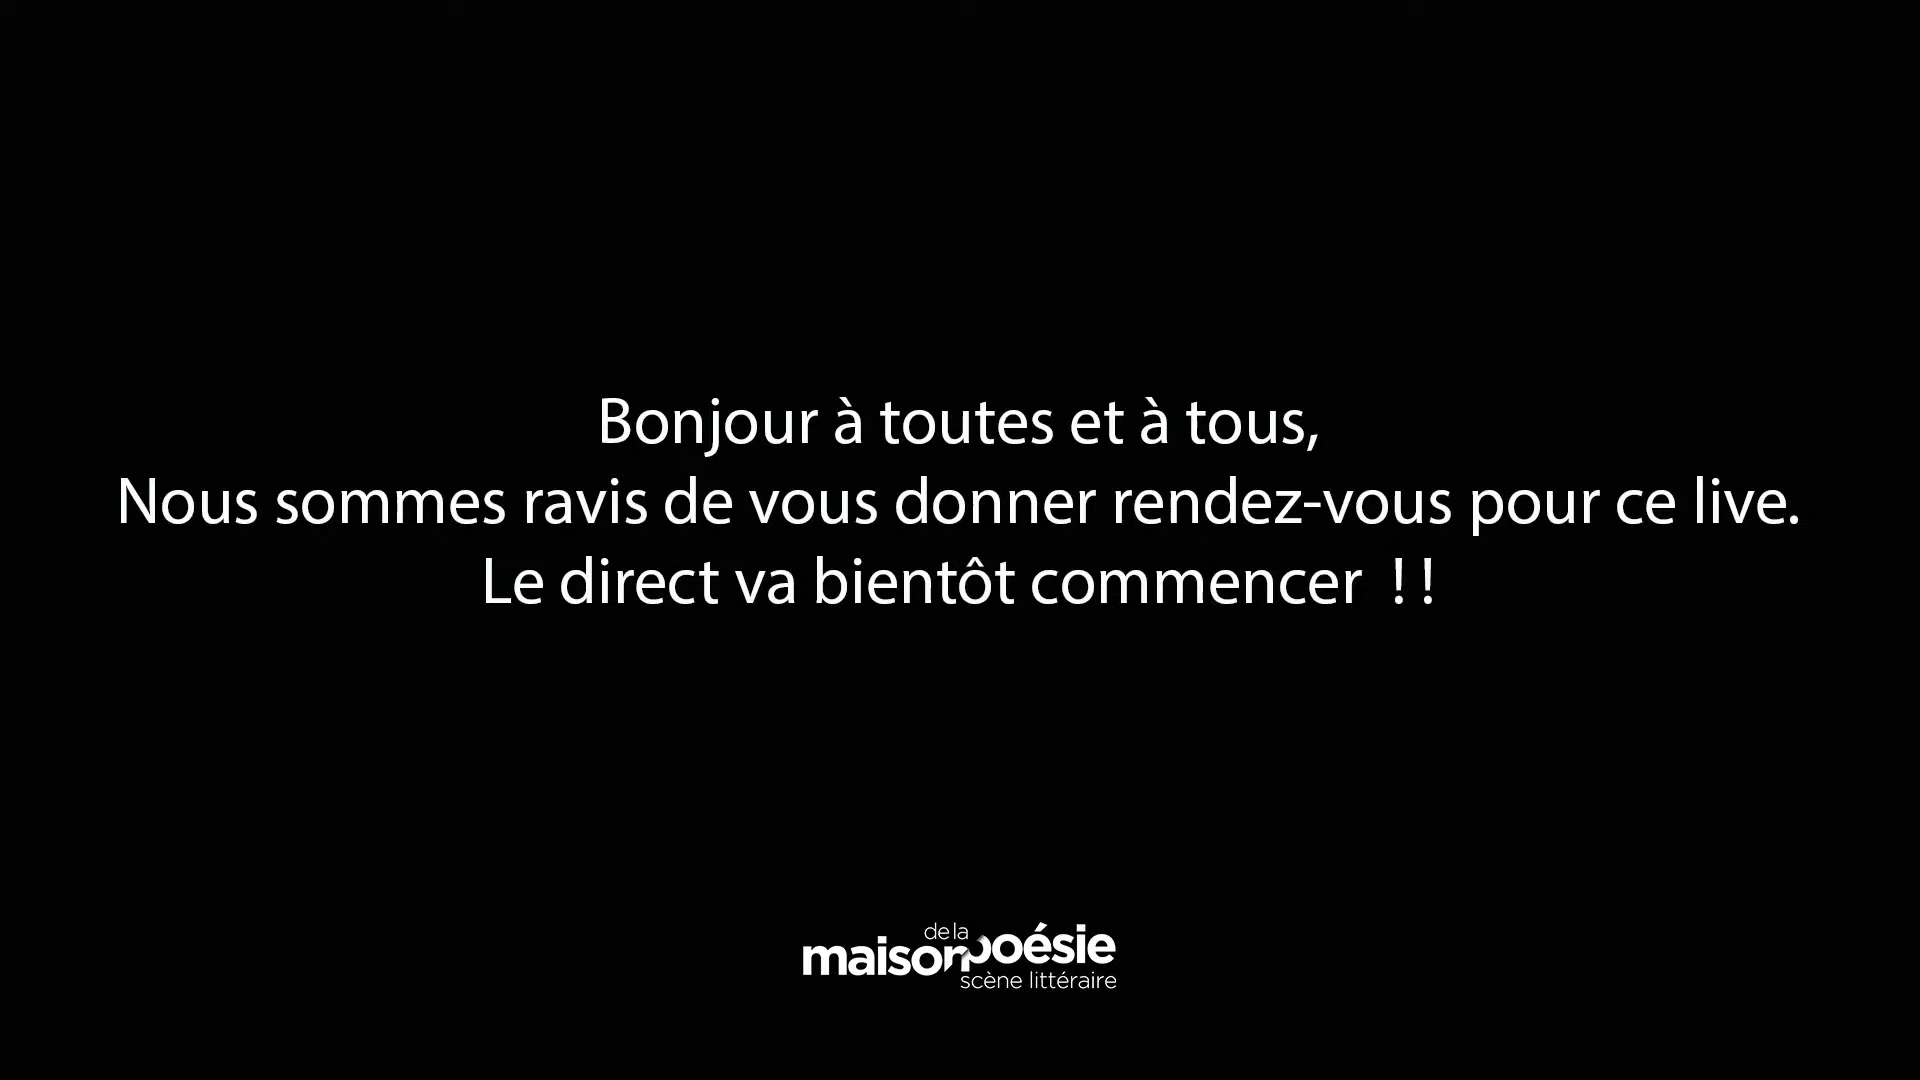 Bonjour à toutes et à tous,
Nous sommes ravis de vous donner rendez-vous pour ce live.
Le direct va bientôt commencer  ! !
de la
maison poésie
scène littéraire